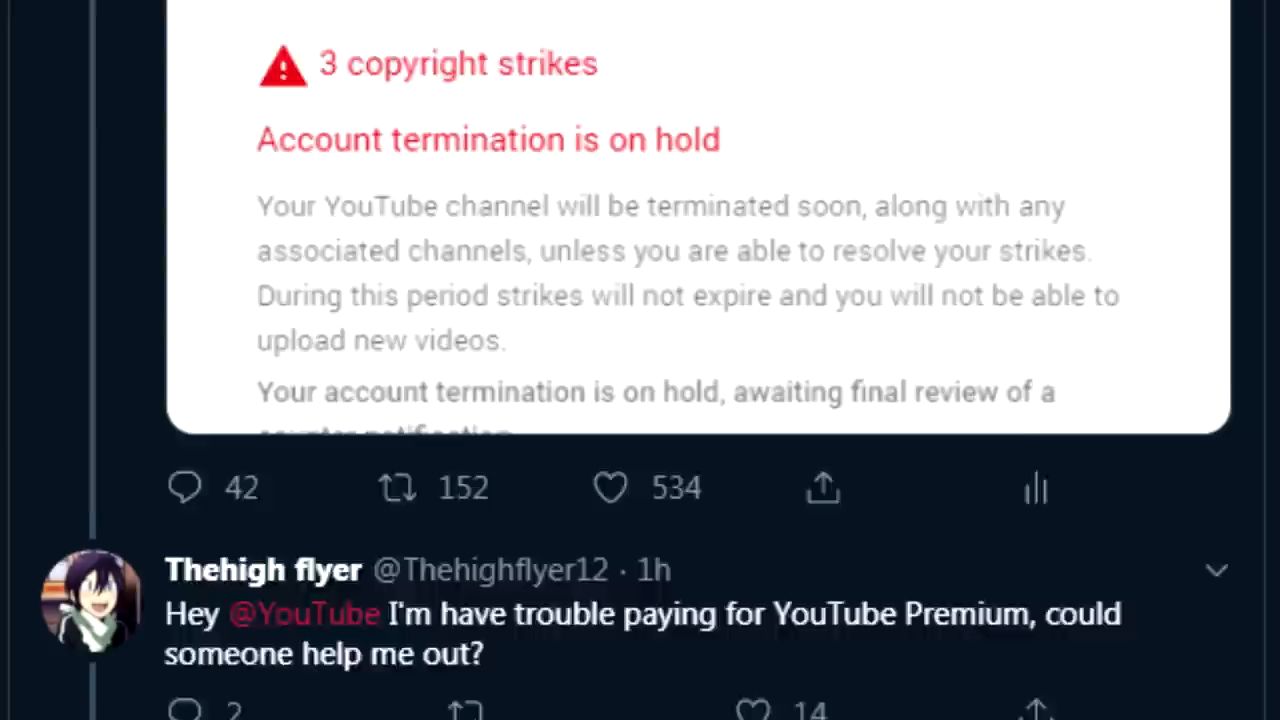 3 copyright strikes
Account termination is on hold
Your YouTube channel will be terminated soon, along with any
associated channels, unless you are able to resolve your strikes.
During this period strikes will not expire and you will not be able to
upload new videos.
Your account termination is on hold, awaiting final review of a
counter notification
42 152 534
Thehigh flyer @Thehighflyer12 · 1h
Hey @YouTube I'm have trouble paying for YouTube Premium, could
someone help me out?
2 14